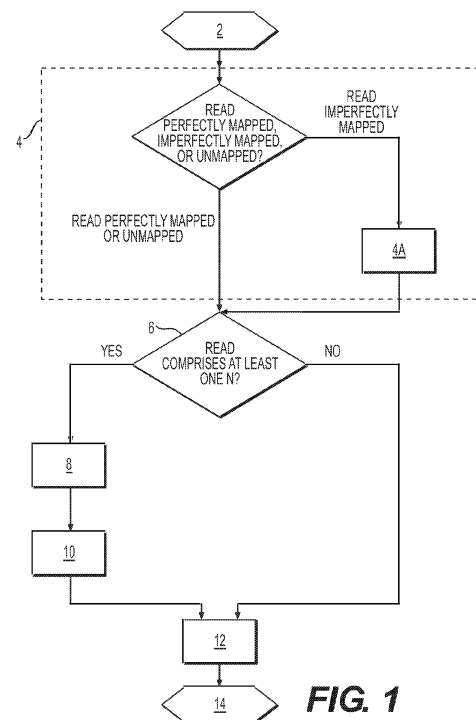 2
READ
PERFECTLY MAPPED,
IMPERFECTLY MAPPED,
OR UNMAPPED?
READ
IMPERFECTLY
MAPPED
4
READ PERFECTLY MAPPED
OR UNMAPPED
4A
6
YES
READ
COMPRISES AT LEAST
ONE N?
NO
8
10
12
14
FIG. 1